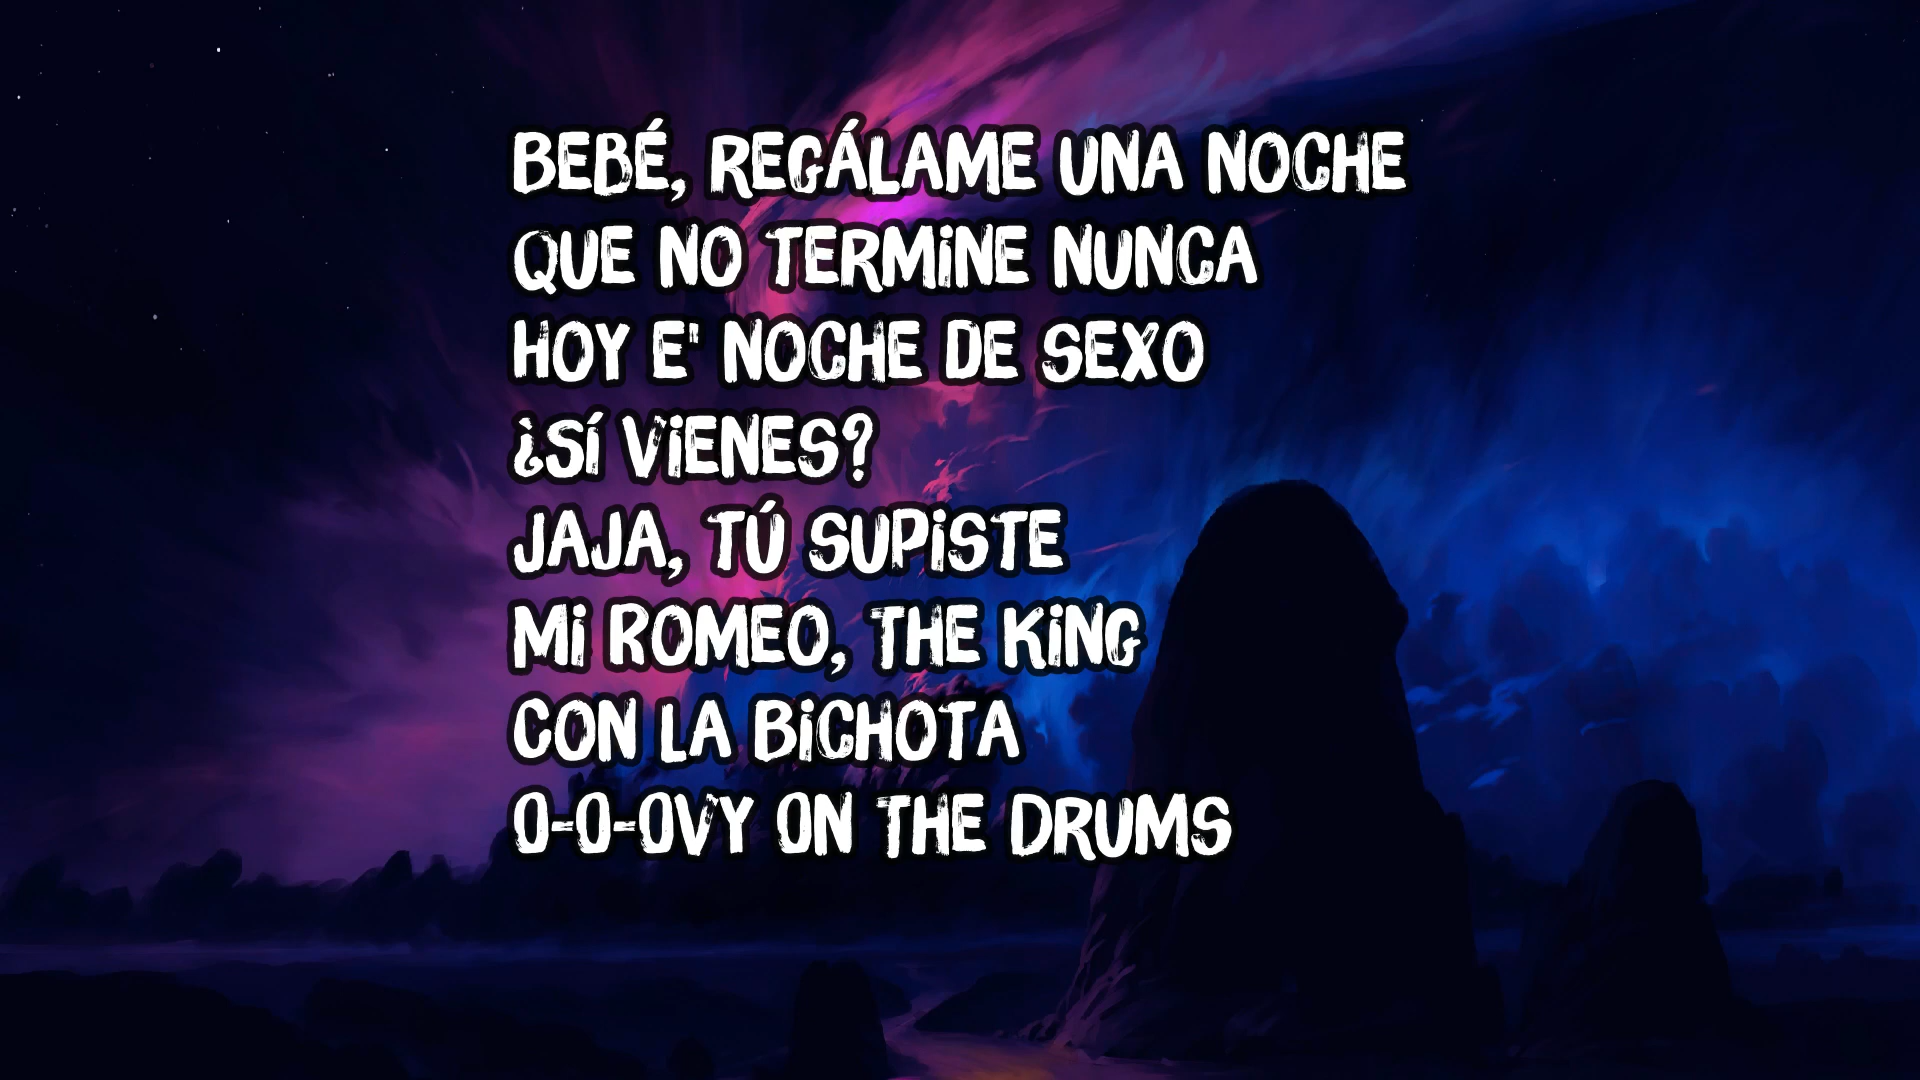 BEBÉ, REGÁLAME UNA NOCHE
QUE NO TERMINE NUNCA
HOY E' NOCHE DE SEXO
¿SÍ VIENES?
JAJA, TÚ SUPISTE
MI ROMEO, THE KING
CON LA BICHOTA
O-O-OVY ON THE DRUMS